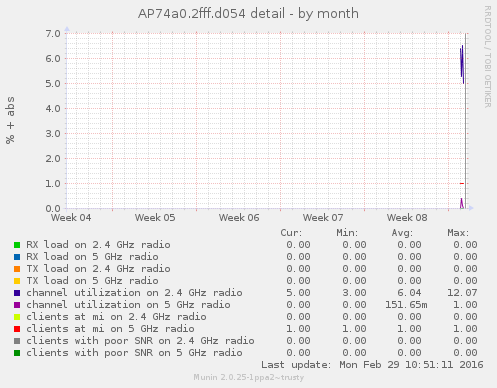 AP74a0.2fff.d054 detail - by month
RRDTOOL / TOBI OETIKER
% + abs
7.0
6.0
5.0
4.0
3.0
2.0
1.0
0.0
Week 04 Week 05 Week 06 Week 07 Week 08
Cur: Min: Avg: Max:
RX load on 2.4 GHz radio 0.00 0.00 0.00 0.00
RX load on 5 GHz radio 0.00 0.00 0.00 0.00
TX load on 2.4 GHz radio 0.00 0.00 0.00 0.00
TX load on 5 GHz radio 0.00 0.00 0.00 0.00
channel utilization on 2.4 GHz radio 5.00 3.00 6.04 12.07
channel utilization on 5 GHz radio 0.00 0.00 151.65m 1.00
clients at mi on 2.4 GHz radio 0.00 0.00 0.00 0.00
clients at mi on 5 GHz radio 1.00 1.00 1.00 1.00
clients with poor SNR on 2.4 GHz radio 0.00 0.00 0.00 0.00
clients with poor SNR on 5 GHz radio 0.00 0.00 0.00 0.00
Last update: Mon Feb 29 10:51:11 2016
Munin 2.0.25-1ppa2~trusty